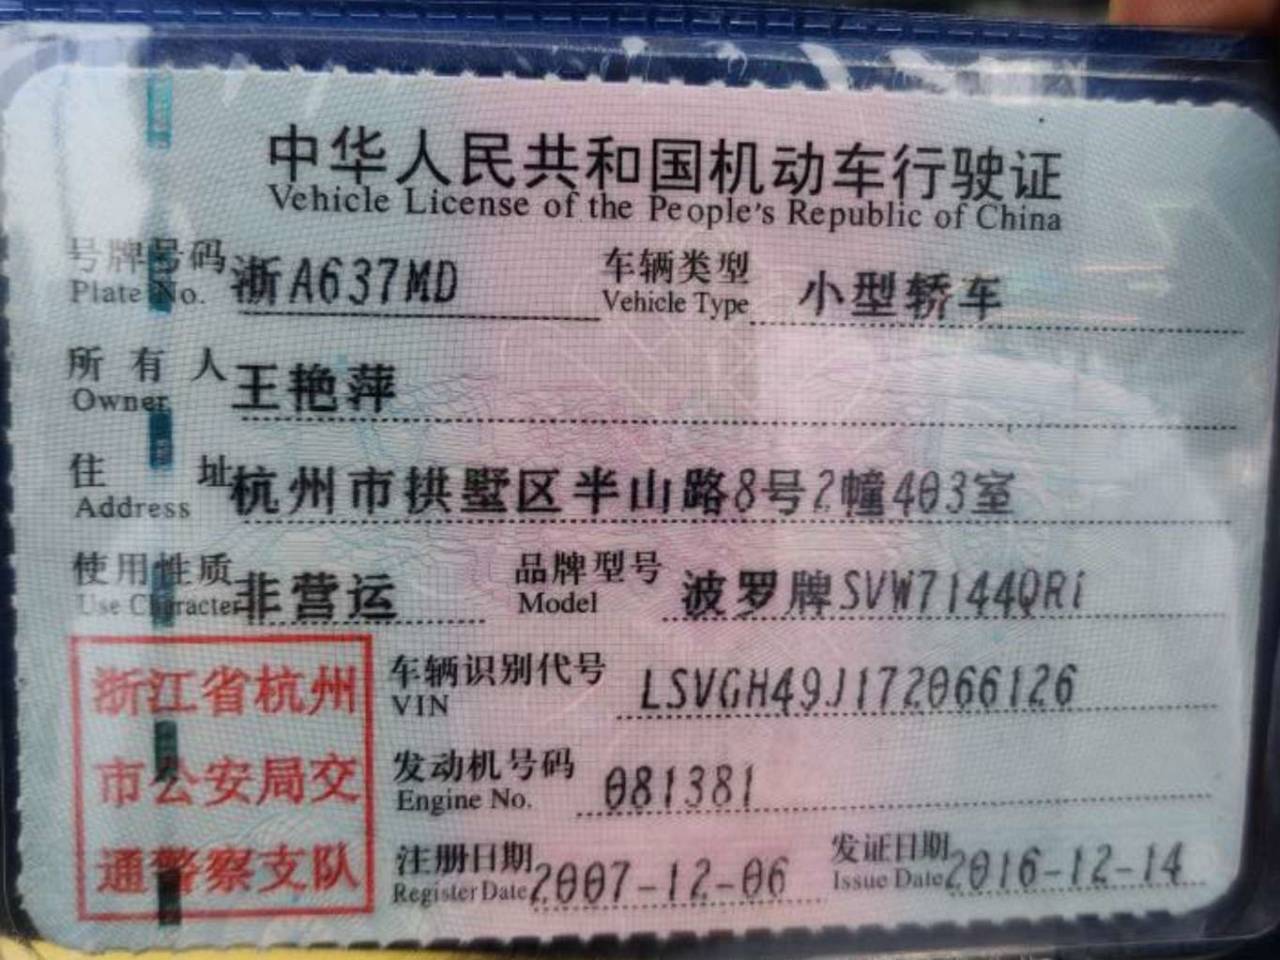 中华人民共和国机动车行驶证
Vehicle License of the People's Republic of China
号牌号码 浙A637MD 车辆类型 小型轿车
Plate No. Vehicle Type
所有人 王艳萍
Owner
住址 杭州市拱墅区半山路8号2幢403室
Address
使用性质 非营运 品牌型号 波罗牌SVW7144QRi
Use Character Model
浙江省杭州
市公安局交
通警察支队
车辆识别代号 LSVGH49J172066126
VIN
发动机号码 081381
Engine No.
注册日期 2007-12-06 发证日期 2016-12-14
Register Date Issue Date